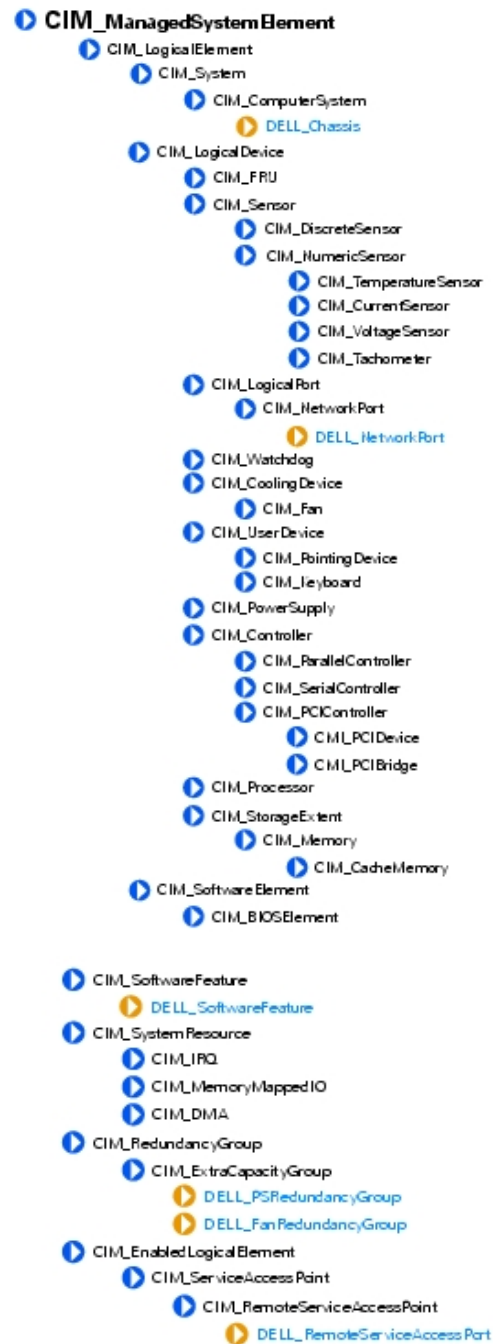 CIM_ManagedSystemElement
CIM_LogicalElement
CIM_System
CIM_ComputerSystem
DELL_Chassis
CIM_LogicalDevice
CIM_FRU
CIM_Sensor
CIM_DiscreteSensor
CIM_NumericSensor
CIM_TemperatureSensor
CIM_CurrentSensor
CIM_VoltageSensor
CIM_Tachometer
CIM_LogicalPort
CIM_NetworkPort
DELL_NetworkPort
CIM_Watchdog
CIM_CoolingDevice
CIM_Fan
CIM_UserDevice
CIM_PointingDevice
CIM_Keyboard
CIM_PowerSupply
CIM_Controller
CIM_ParallelController
CIM_SerialController
CIM_PCIController
CMI_PCIDevice
CMI_PCIBridge
CIM_Processor
CIM_StorageExtent
CIM_Memory
CIM_CacheMemory
CIM_SoftwareElement
CIM_BIOSElement
CIM_SoftwareFeature
DELL_SoftwareFeature
CIM_SystemResource
CIM_IRQ
CIM_MemoryMappedIO
CIM_DMA
CIM_RedundancyGroup
CIM_ExtraCapacityGroup
DELL_PSRedundancyGroup
DELL_FanRedundancyGroup
CIM_EnabledLogicalElement
CIM_ServiceAccessPoint
CIM_RemoteServiceAccessPoint
DELL_RemoteServiceAccessPort